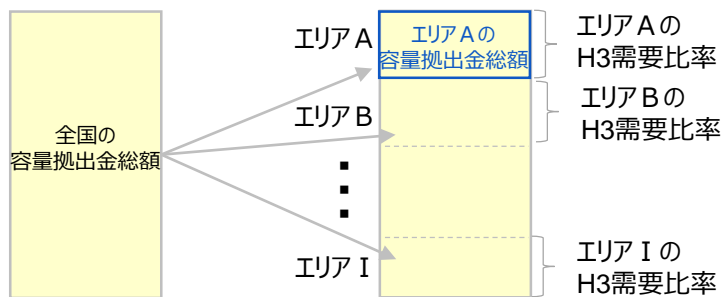 全国の
容量拠出金総額
エリアA
エリアB
エリアI
エリアAの
容量拠出金総額
エリアAの
H3需要比率
エリアBの
H3需要比率
エリアIの
H3需要比率